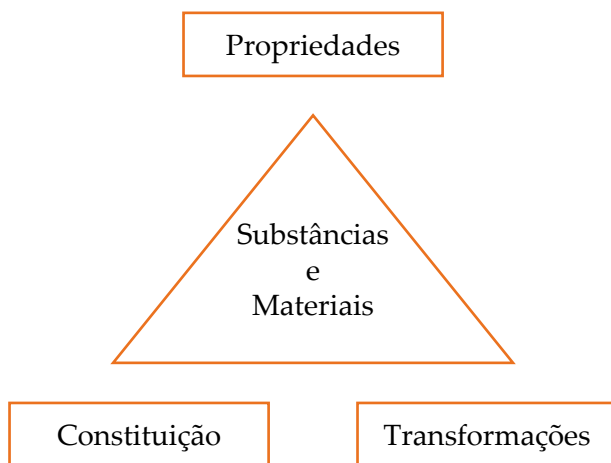 Propriedades
Substâncias
e
Materiais
Constituição
Transformações